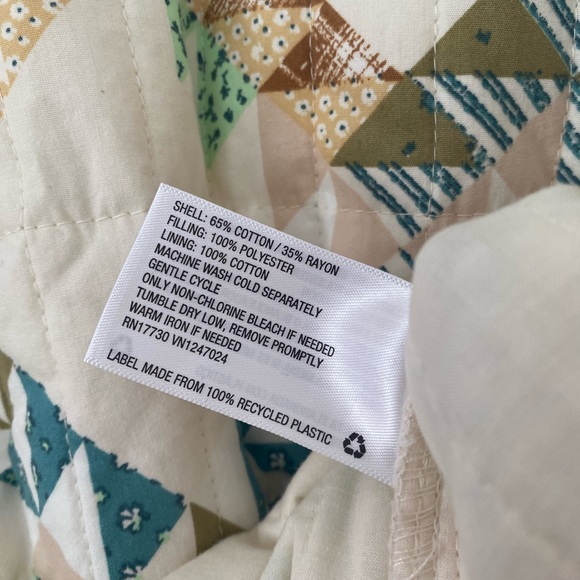 SHELL: 65% COTTON / 35% RAYON
FILLING: 100% POLYESTER
LINING: 100% COTTON
MACHINE WASH COLD SEPARATELY
GENTLE CYCLE
ONLY NON-CHLORINE BLEACH IF NEEDED
TUMBLE DRY LOW, REMOVE PROMPTLY
WARM IRON IF NEEDED
RN17730 VN1247024
LABEL MADE FROM 100% RECYCLED PLASTIC